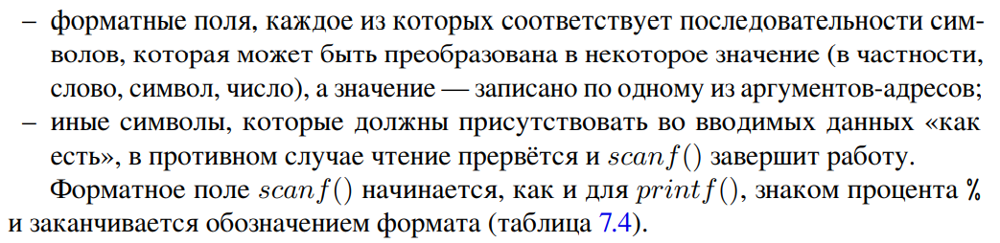 – форматные поля, каждое из которых соответствует последовательности сим-
волов, которая может быть преобразована в некоторое значение (в частности,
слово, символ, число), а значение — записано по одному из аргументов-адресов;
– иные символы, которые должны присутствовать во вводимых данных «как
есть», в противном случае чтение прервётся и scanf() завершит работу.
Форматное поле scanf() начинается, как и для printf(), знаком процента %
и заканчивается обозначением формата (таблица 7.4).